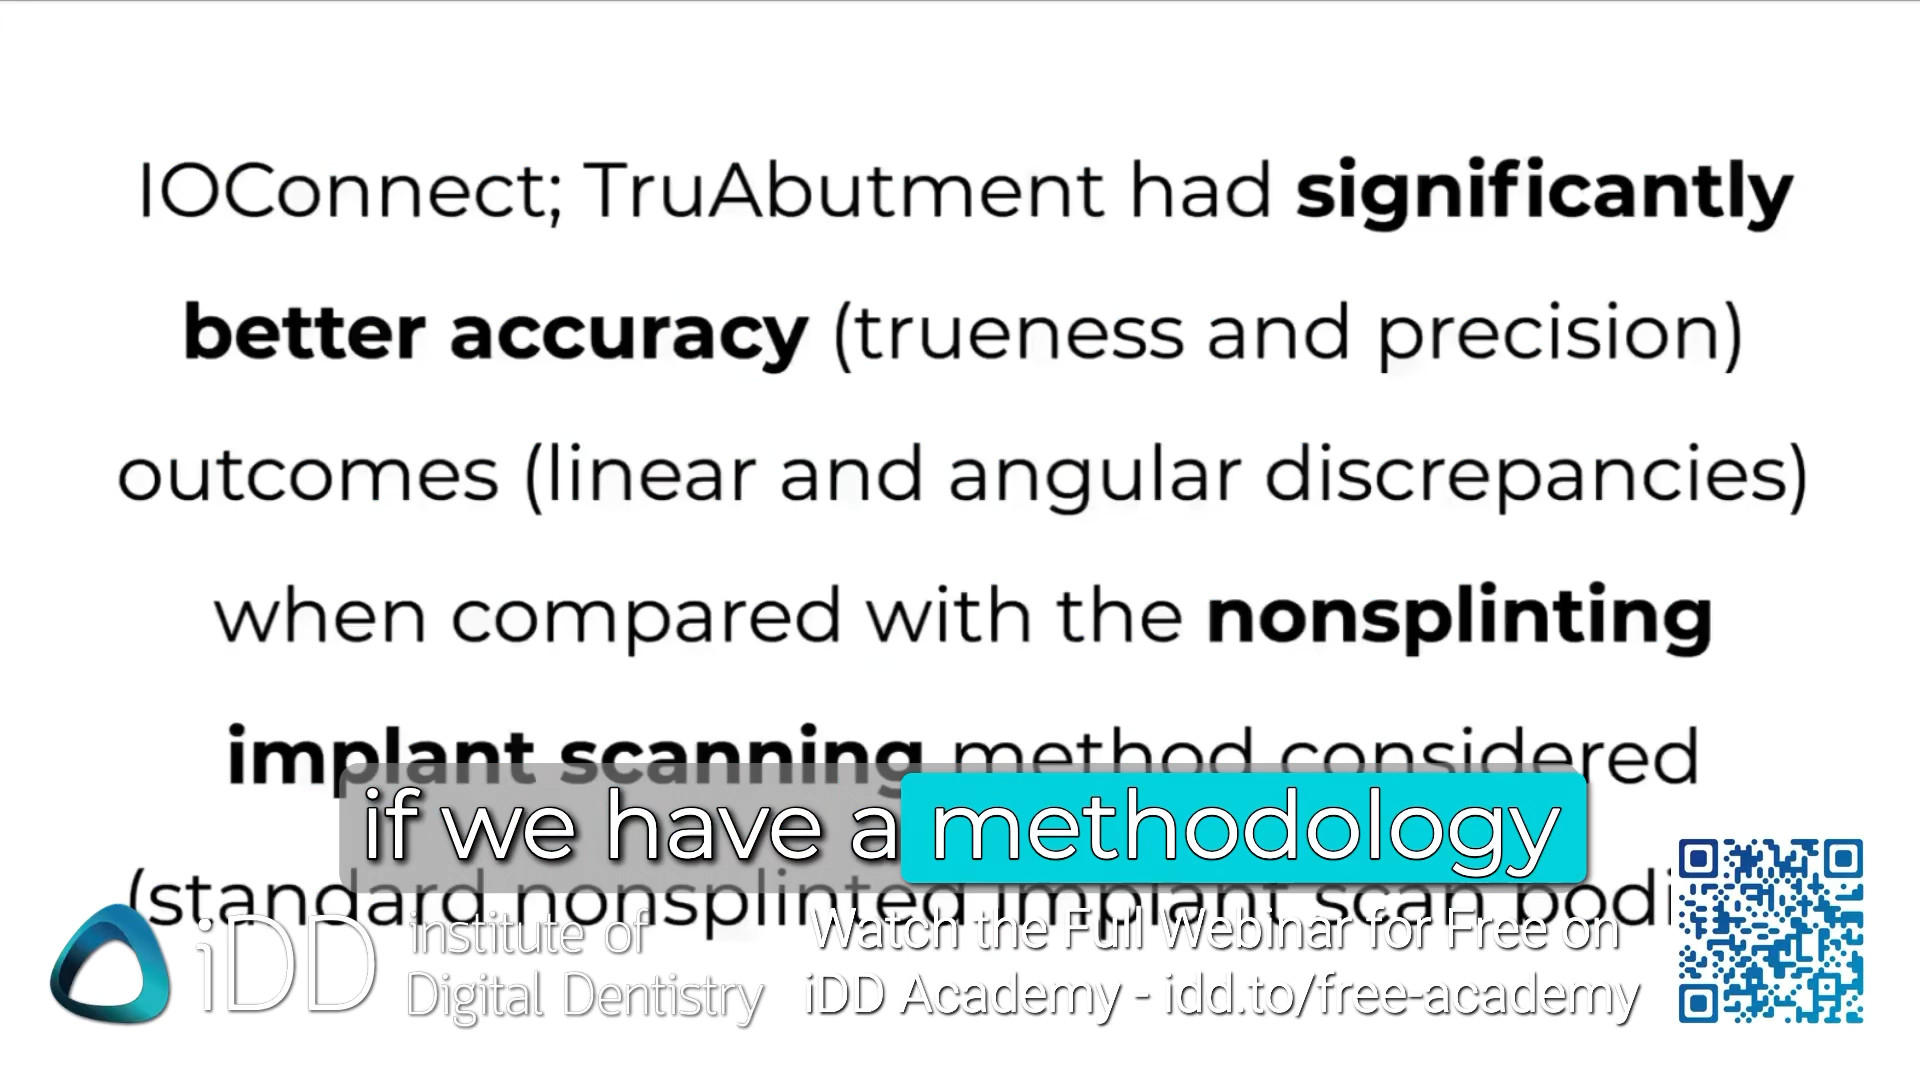 IOConnect; TruAbutment had significantly
better accuracy (trueness and precision)
outcomes (linear and angular discrepancies)
when compared with the nonsplinting
implant scanning method considered
if we have a methodology
(standard nonsplinted implant scan bodi
iDD institute of
Digital Dentistry
Watch the Full Webinar for Free on
iDD Academy - idd.to/free-academy